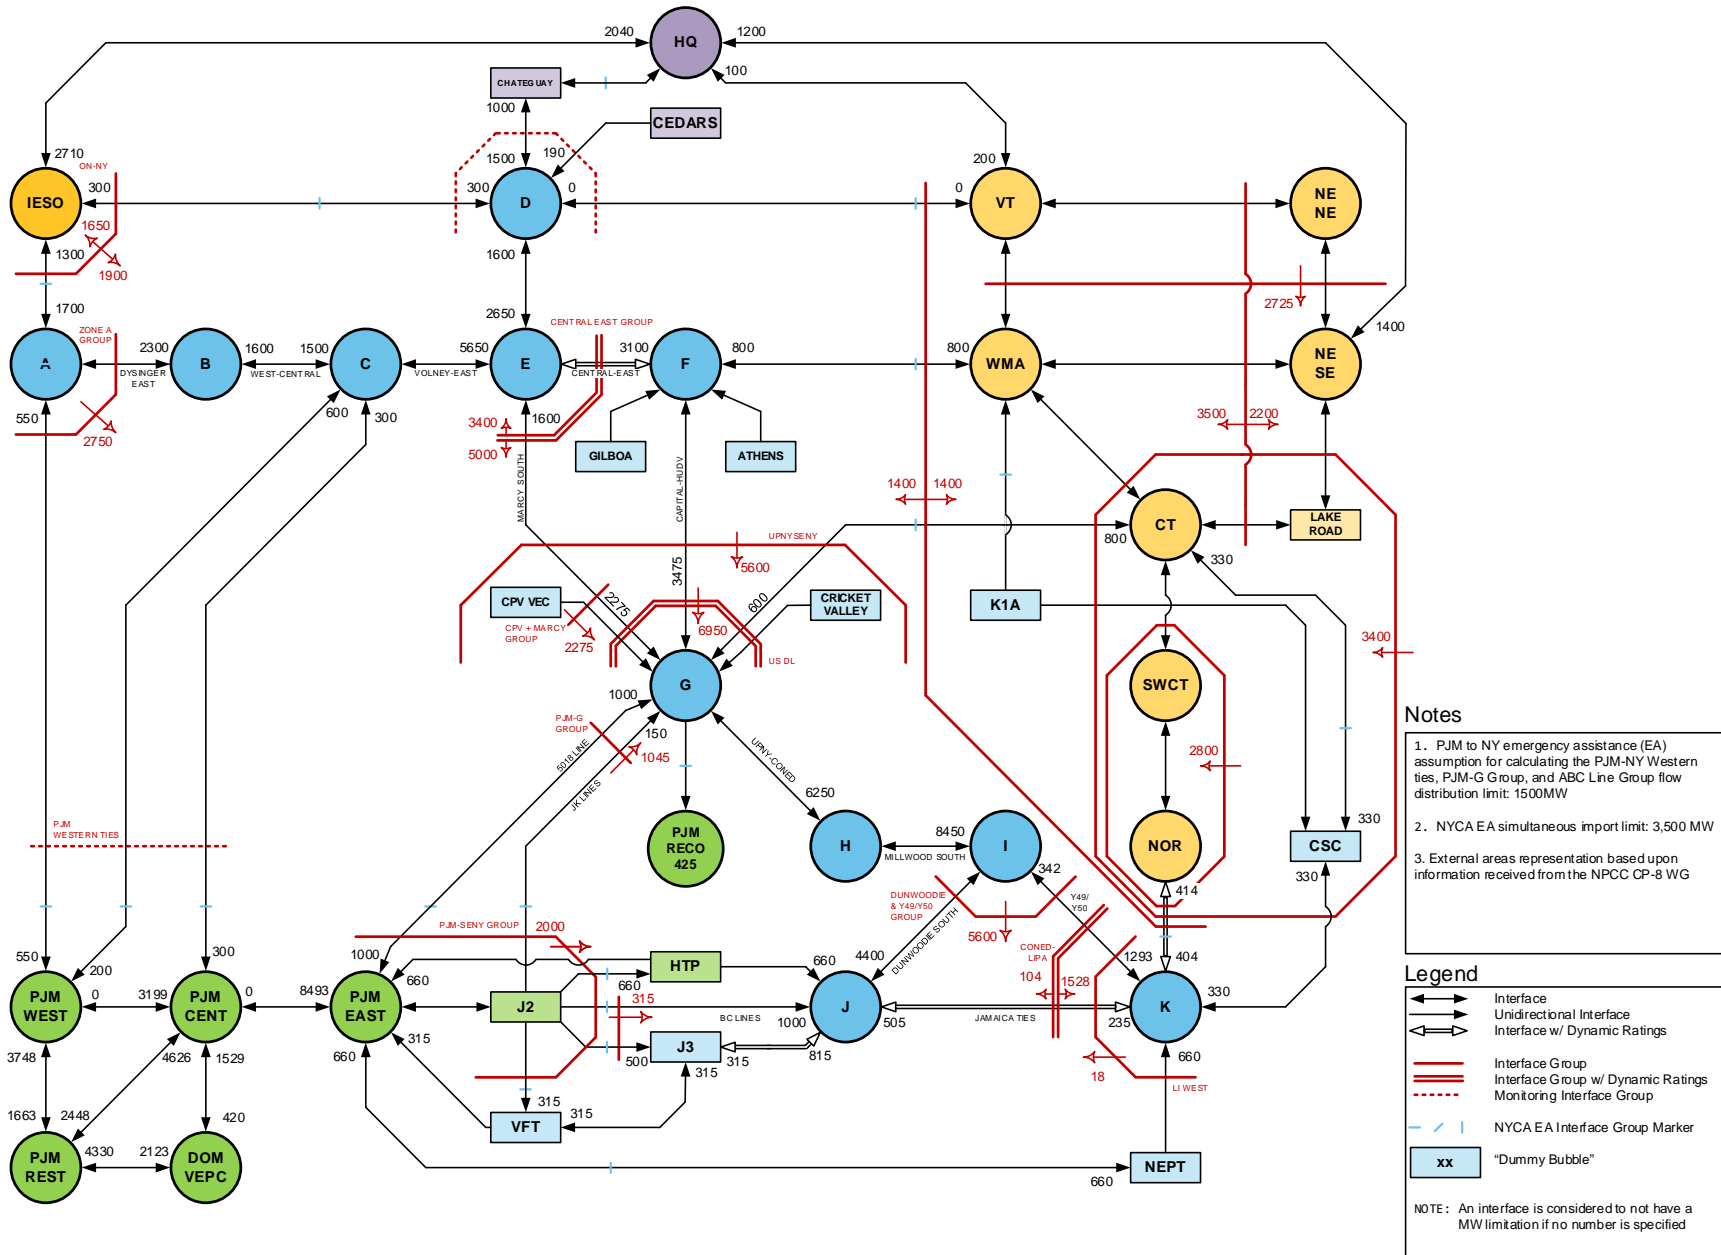 2040
HQ
1200
100
CHATEGUAY
1000
CEDARS
2710
ON-NY
1500
190
200
IESO
300
300
D
0
0
VT
NE
NE
1650
1300
1900
1600
2725
1700
2650
CENTRAL EAST GROUP
1400
ZONE A
GROUP
A
2300
DYSINGER
EAST
B
1600
WEST-CENTRAL
1500
C
5650
VOLNEY-EAST
E
3100
CENTRAL-EAST
F
800
800
WMA
NE
SE
550
2750
600
300
1600
3400
5000
GILBOA
ATHENS
3500
2200
MARCY SOUTH
CAPITAL-HUDV
1400
1400
CT
800
330
LAKE
ROAD
UPNYSENY
5600
3475
CPV VEC
2275
CPV + MARCY
GROUP
2275
6950
600
CRICKET
VALLEY
US DL
K1A
3400
G
1000
150
SWCT
PJM-G
GROUP
5018 LINE
1045
JK LINES
UPNY-CONED
2800
6250
PJM
WESTERN TIES
PJM
RECO
425
H
8450
MILLWOOD SOUTH
I
342
NOR
414
330
CSC
330
DUNWOODIE
& Y49/Y50
GROUP
DUNWOODIE SOUTH
Y49/
Y50
5600
PJM-SENY GROUP
2000
CONED-
LIPA
104
1528
1293
404
550
200
300
1000
660
HTP
660
660
4400
PJM
WEST
0
3199
PJM
CENT
0
8493
PJM
EAST
J2
315
BC LINES
1000
J
505
JAMAICA TIES
235
K
330
3748
4626
1529
660
315
500
J3
315
315
815
18
660
LI WEST
1663
2448
420
315
VFT
315
PJM
REST
4330
2123
DOM
VEPC
660
NEPT
Notes
1. PJM to NY emergency assistance (EA)
assumption for calculating the PJM-NY Western
ties, PJM-G Group, and ABC Line Group flow
distribution limit: 1500MW
2. NYCA EA simultaneous import limit: 3,500 MW
3. External areas representation based upon
information received from the NPCC CP-8 WG
Legend
Interface
Unidirectional Interface
Interface w/ Dynamic Ratings
Interface Group
Interface Group w/ Dynamic Ratings
Monitoring Interface Group
NYCA EA Interface Group Marker
xx
“Dummy Bubble”
NOTE: An interface is considered to not have a
MW limitation if no number is specified